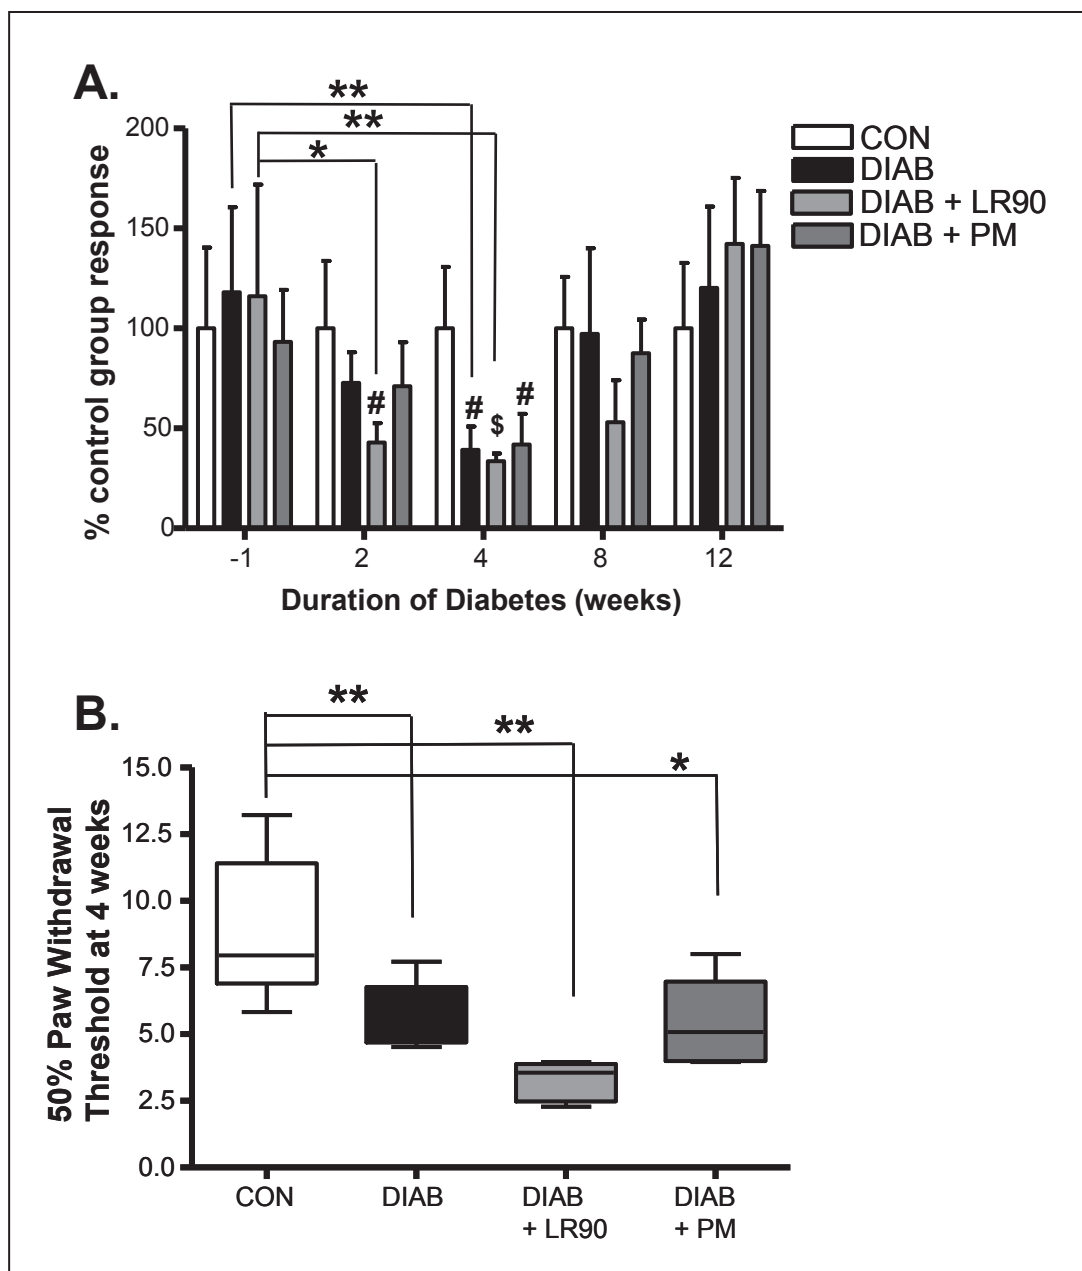 A.
**
**
*
200
150
100
50
0
% control group response
#
#
$
#
-1
2
4
8
12
Duration of Diabetes (weeks)
CON
DIAB
DIAB + LR90
DIAB + PM
B.
**
**
*
15.0
12.5
10.0
7.5
5.0
2.5
0.0
50% Paw Withdrawal
Threshold at 4 weeks
CON
DIAB
DIAB
+ LR90
DIAB
+ PM